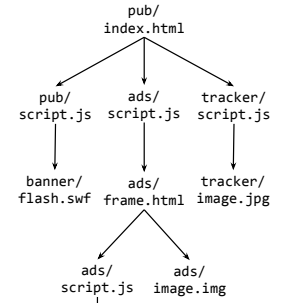 pub/
index.html
pub/ ads/ tracker/
script.js script.js script.js
banner/ ads/ tracker/
flash.swf frame.html image.jpg
ads/ ads/
script.js image.img